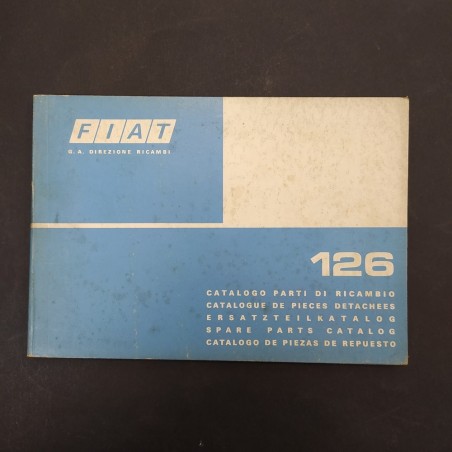 FIAT
G. A. DIREZIONE RICAMBI
126
CATALOGO PARTI DI RICAMBIO
CATALOGUE DE PIECES DETACHEES
ERSATZTEILKATALOG
SPARE PARTS CATALOG
CATALOGO DE PIEZAS DE REPUESTO